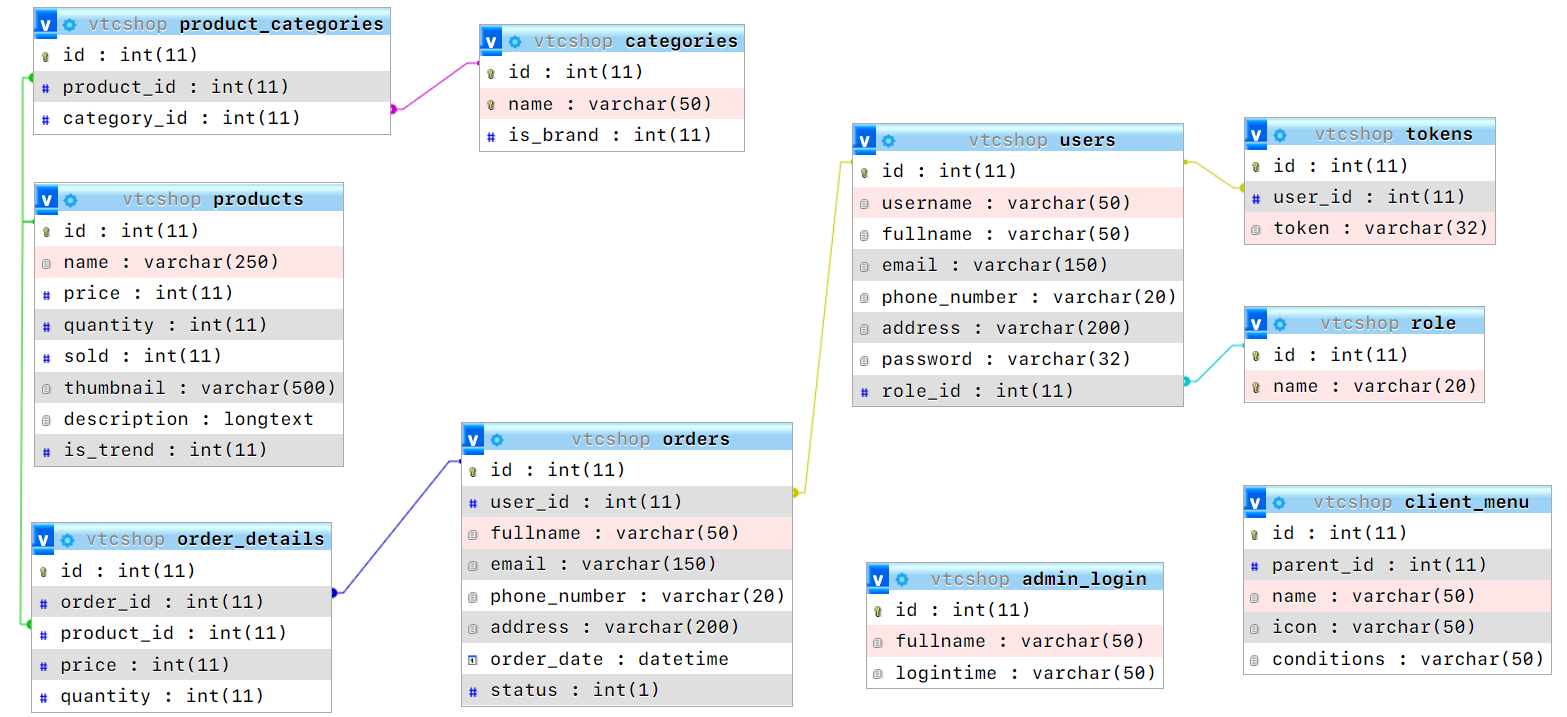 v vtcshop product_categories
id : int(11)
# product_id : int(11)
# category_id : int(11)
v vtcshop categories
id : int(11)
name : varchar(50)
# is_brand : int(11)
v vtcshop products
id : int(11)
name : varchar(250)
# price : int(11)
# quantity : int(11)
# sold : int(11)
thumbnail : varchar(500)
description : longtext
# is_trend : int(11)
v vtcshop order_details
id : int(11)
# order_id : int(11)
# product_id : int(11)
# price : int(11)
# quantity : int(11)
v vtcshop orders
id : int(11)
# user_id : int(11)
fullname : varchar(50)
email : varchar(150)
phone_number : varchar(20)
address : varchar(200)
order_date : datetime
# status : int(1)
v vtcshop users
id : int(11)
username : varchar(50)
fullname : varchar(50)
email : varchar(150)
phone_number : varchar(20)
address : varchar(200)
password : varchar(32)
# role_id : int(11)
v vtcshop tokens
id : int(11)
# user_id : int(11)
token : varchar(32)
v vtcshop role
id : int(11)
name : varchar(20)
v vtcshop admin_login
id : int(11)
fullname : varchar(50)
logintime : varchar(50)
v vtcshop client_menu
id : int(11)
# parent_id : int(11)
name : varchar(50)
icon : varchar(50)
conditions : varchar(50)